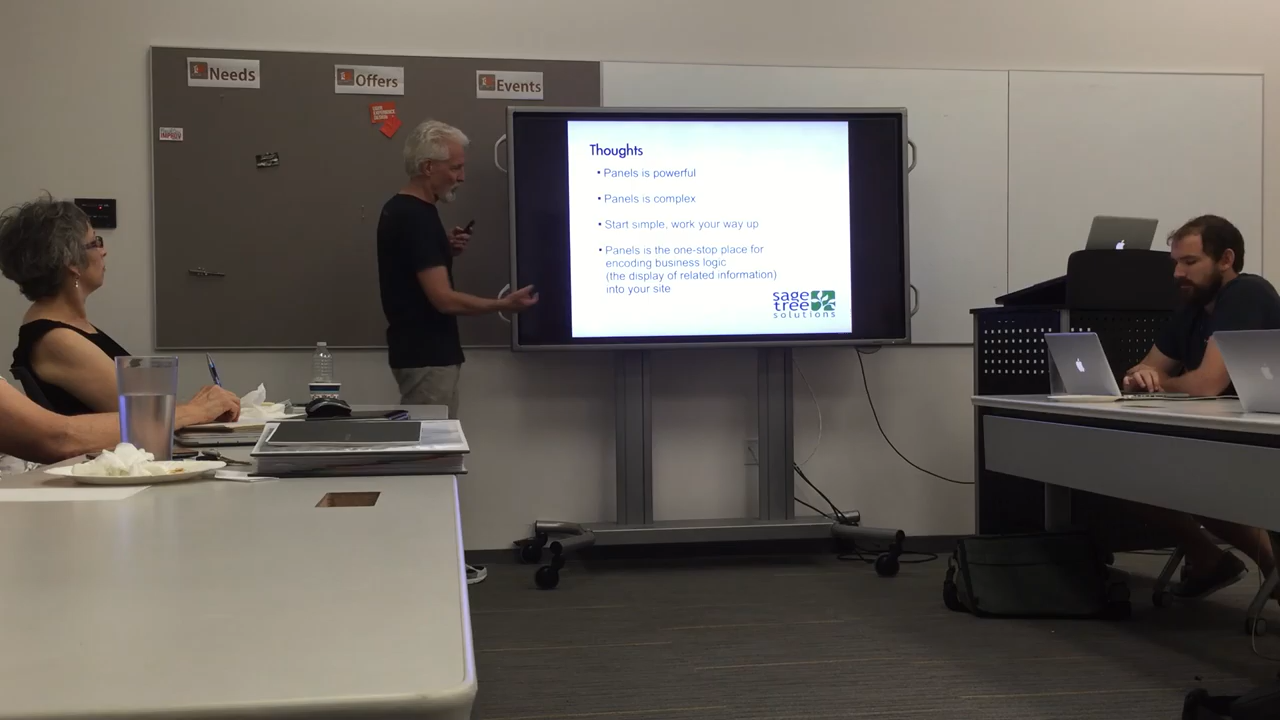 Needs
Offers
Events
Thoughts
• Panels is powerful
• Panels is complex
• Start simple, work your way up
• Panels is the one-stop place for
encoding business logic
(the display of related information)
into your site
sage
tree
solutions